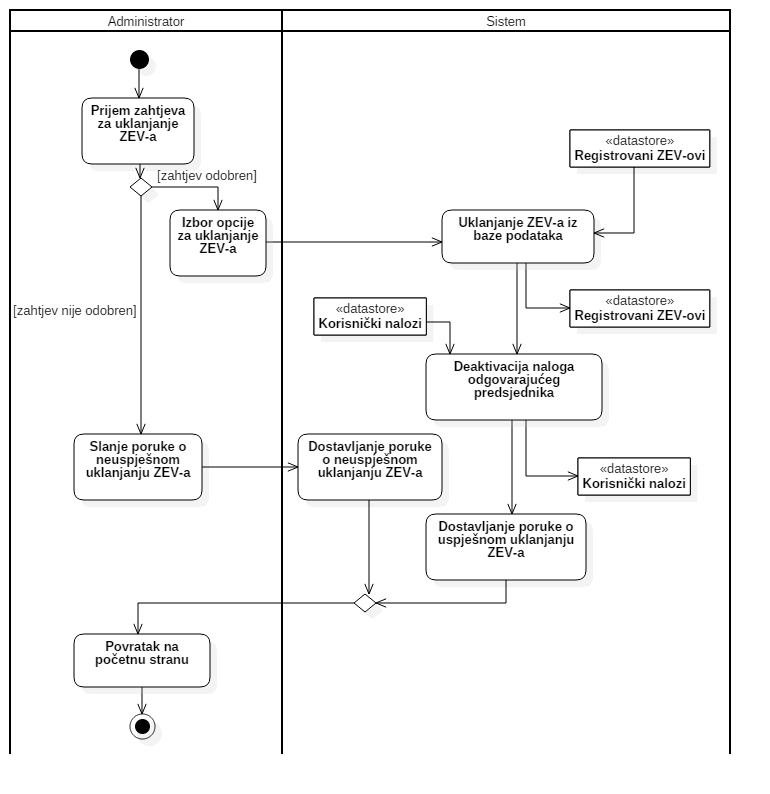 Administrator
Sistem
Prijem zahtjeva
za uklanjanje
ZEV-a
[zahtjev odobren]
«datastore»
Registrovani ZEV-ovi
Izbor opcije
za uklanjanje
ZEV-a
Uklanjanje ZEV-a iz
baze podataka
[zahtjev nije odobren]
«datastore»
Korisnički nalozi
«datastore»
Registrovani ZEV-ovi
Deaktivacija naloga
odgovarajućeg
predsjednika
Slanje poruke o
neuspješnom
uklanjanju ZEV-a
Dostavljanje poruke
o neuspješnom
uklanjanju ZEV-a
«datastore»
Korisnički nalozi
Dostavljanje poruke o
uspješnom uklanjanju
ZEV-a
Povratak na
početnu stranu